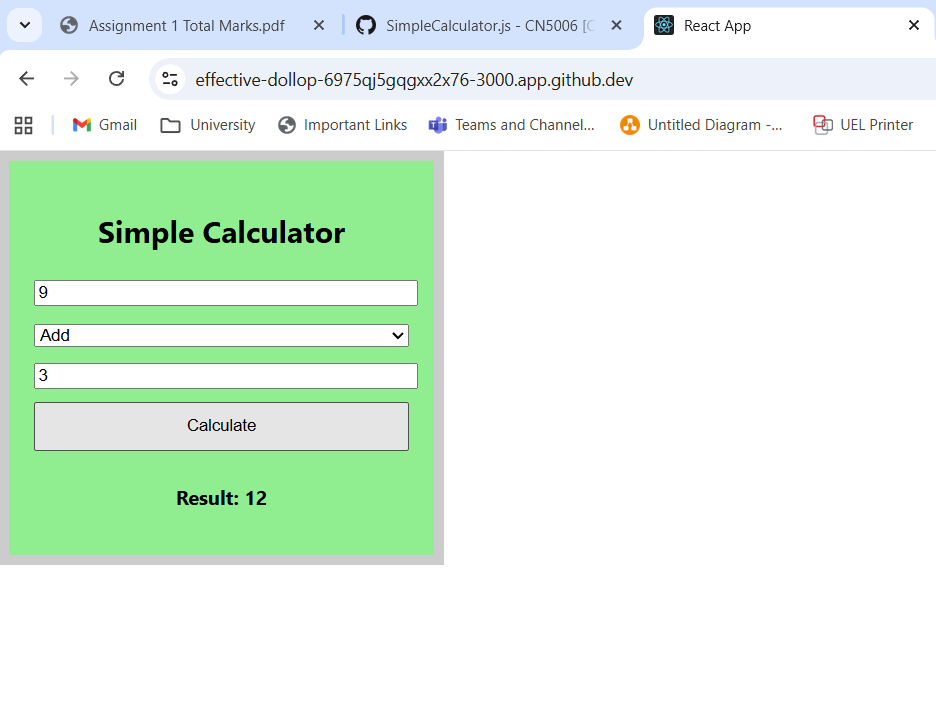 Assignment 1 Total Marks.pdf
SimpleCalculator.js - CN5006 [C
React App
effective-dollop-6975qj5gqgxx2x76-3000.app.github.dev
Gmail
University
Important Links
Teams and Channel...
Untitled Diagram -...
UEL Printer
Simple Calculator
9
Add
3
Calculate
Result: 12